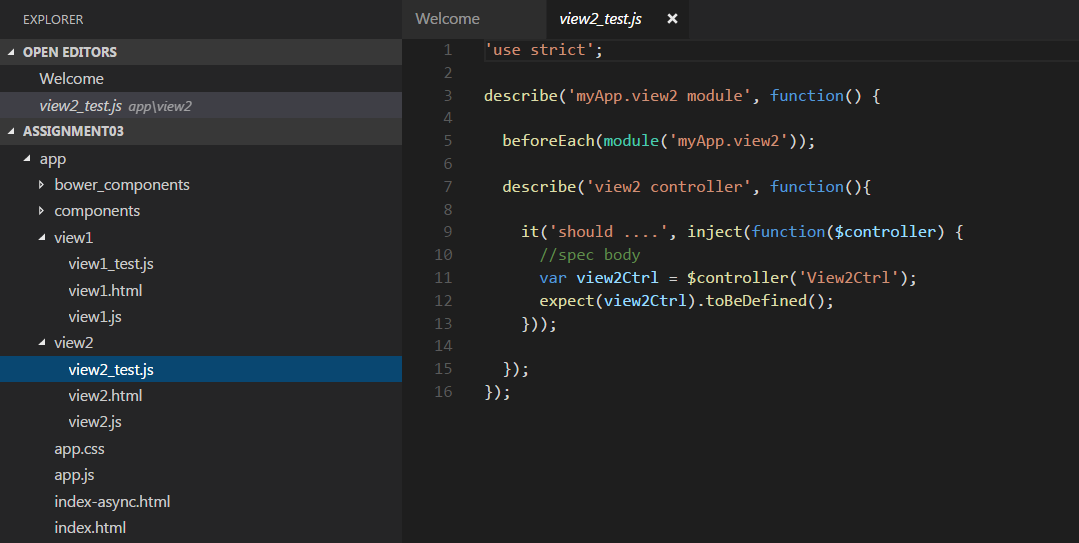 EXPLORER
OPEN EDITORS
Welcome
view2_test.js app\view2
ASSIGNMENT03
app
bower_components
components
view1
view1_test.js
view1.html
view1.js
view2
view2_test.js
view2.html
view2.js
app.css
app.js
index-async.html
index.html
Welcome view2_test.js ×
1 'use strict';
2
3 describe('myApp.view2 module', function() {
4
5   beforeEach(module('myApp.view2'));
6
7   describe('view2 controller', function(){
8
9     it('should ....', inject(function($controller) {
10       //spec body
11       var view2Ctrl = $controller('View2Ctrl');
12       expect(view2Ctrl).toBeDefined();
13     }));
14
15   });
16 });